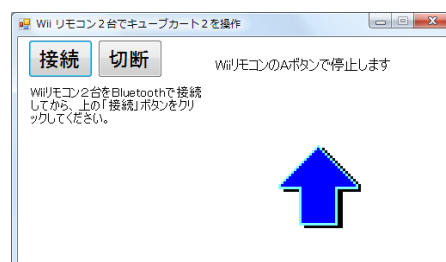 Wii リモコン2台でキューブカート2を操作
接続 切断
WiiリモコンのAボタンで停止します
Wiiリモコン2台をBluetoothで接続
してから、上の「接続」ボタンをクリ
ックしてください。